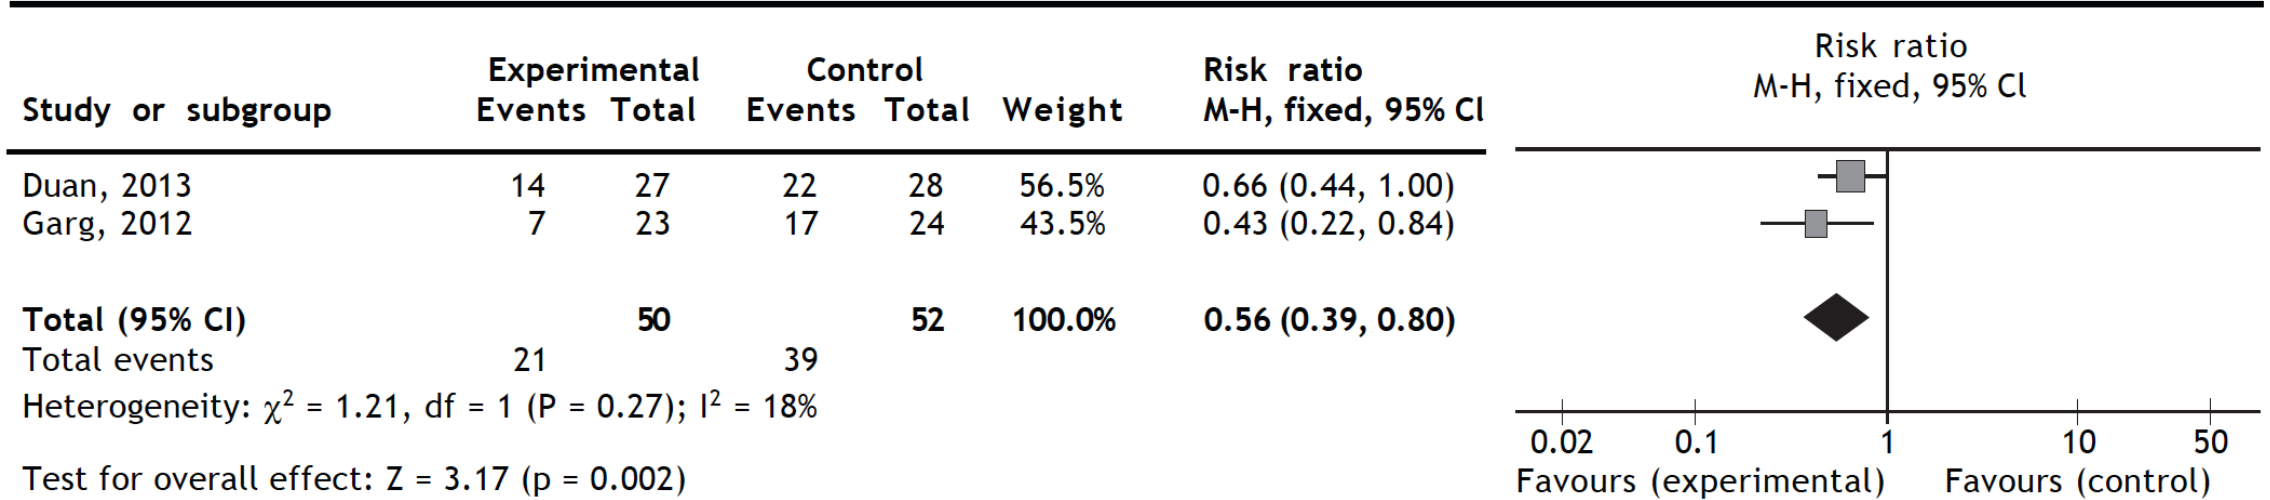 Experimental Control Risk ratio
Study or subgroup Events Total Events Total Weight M-H, fixed, 95% CI
Duan, 2013 14 27 22 28 56.5% 0.66 (0.44, 1.00)
Garg, 2012 7 23 17 24 43.5% 0.43 (0.22, 0.84)
Total (95% CI) 50 52 100.0% 0.56 (0.39, 0.80)
Total events 21 39
Heterogeneity: χ² = 1.21, df = 1 (P = 0.27); I² = 18%
Test for overall effect: Z = 3.17 (p = 0.002)
Risk ratio
M-H, fixed, 95% CI
0.02 0.1 1 10 50
Favours (experimental) Favours (control)